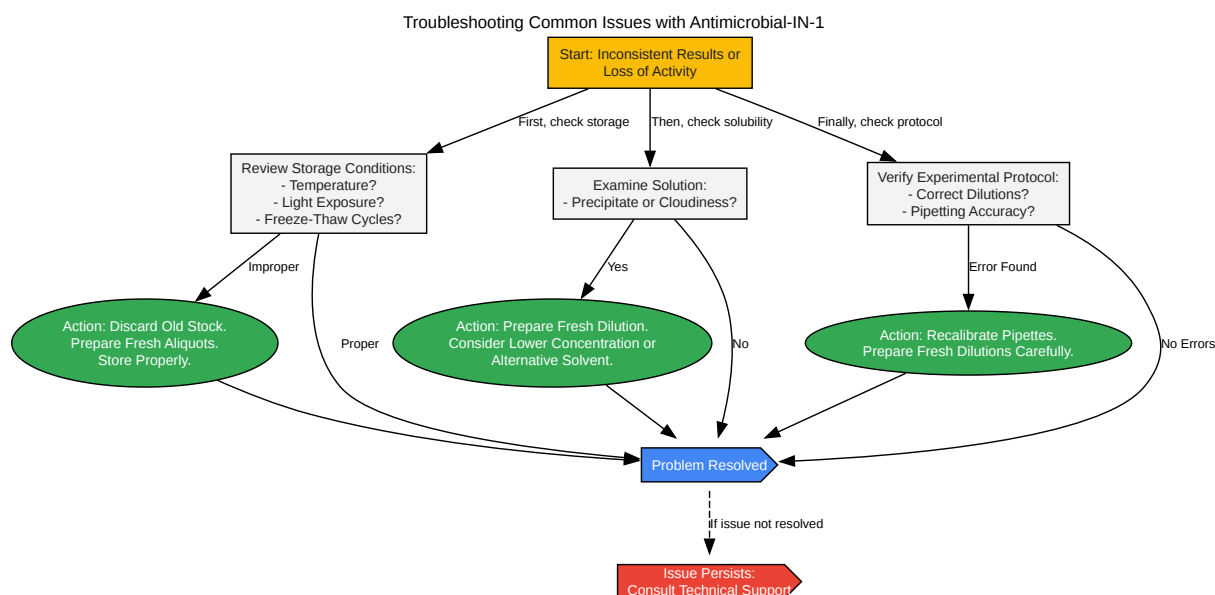 Troubleshooting Common Issues with Antimicrobial-IN-1
Start: Inconsistent Results or
Loss of Activity
First, check storage
Then, check solubility
Finally, check protocol
Review Storage Conditions:
- Temperature?
- Light Exposure?
- Freeze-Thaw Cycles?
Examine Solution:
- Precipitate or Cloudiness?
Verify Experimental Protocol:
- Correct Dilutions?
- Pipetting Accuracy?
Improper
Yes
Error Found
Action: Discard Old Stock.
Prepare Fresh Aliquots.
Store Properly.
Proper
Action: Prepare Fresh Dilution.
Consider Lower Concentration or
Alternative Solvent.
No
Action: Recalibrate Pipettes.
Prepare Fresh Dilutions Carefully.
No Errors
Problem Resolved
If issue not resolved
Issue Persists:
Consult Technical Support